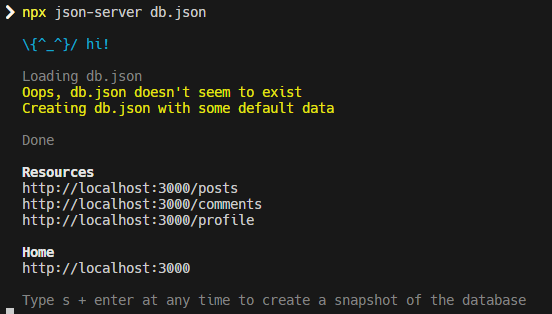 ❯ npx json-server db.json
\{^_^}/ hi!
Loading db.json
Oops, db.json doesn't seem to exist
Creating db.json with some default data
Done
Resources
http://localhost:3000/posts
http://localhost:3000/comments
http://localhost:3000/profile
Home
http://localhost:3000
Type s + enter at any time to create a snapshot of the database